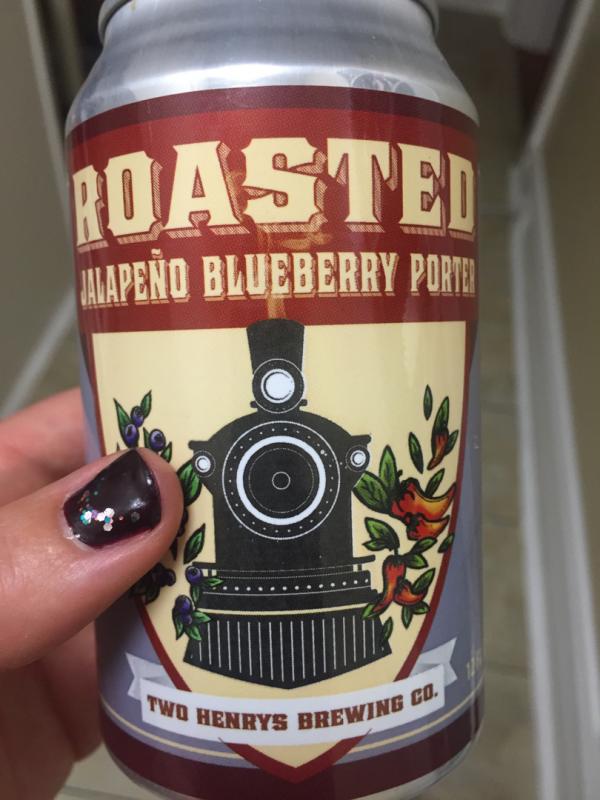 ROASTED
JALAPEÑO BLUEBERRY PORTER
TWO HENRYS BREWING CO.